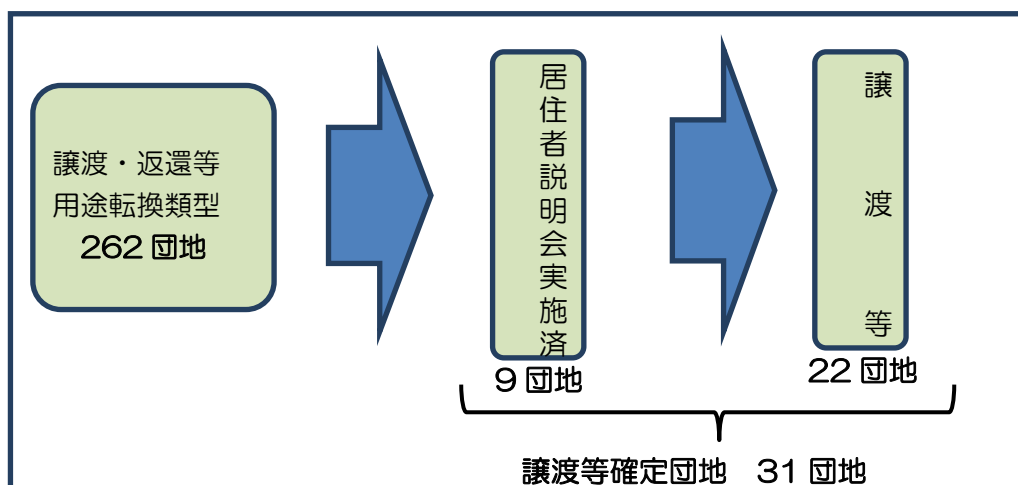 譲渡・返還等
用途転換類型
262 団地
居住者説明会実施済
9 団地
譲渡等
22 団地
譲渡等確定団地　31 団地